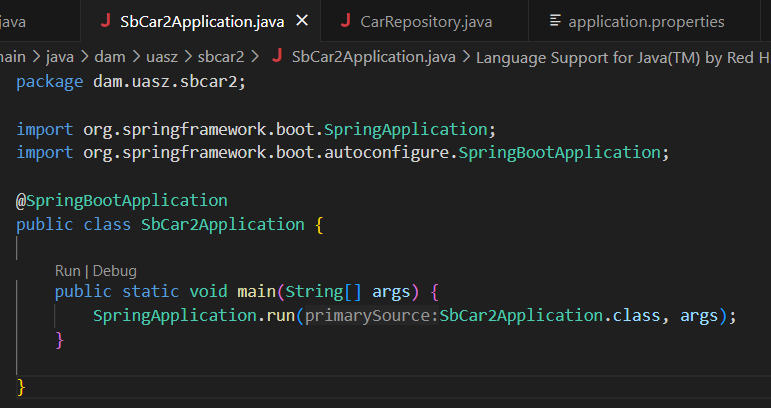 java
SbCar2Application.java
CarRepository.java
application.properties
main > java > dam > uasz > sbcar2 > SbCar2Application.java > Language Support for Java(TM) by Red H
package dam.uasz.sbcar2;
import org.springframework.boot.SpringApplication;
import org.springframework.boot.autoconfigure.SpringBootApplication;
@SpringBootApplication
public class SbCar2Application {
Run | Debug
public static void main(String[] args) {
SpringApplication.run(primarySource:SbCar2Application.class, args);
}
}